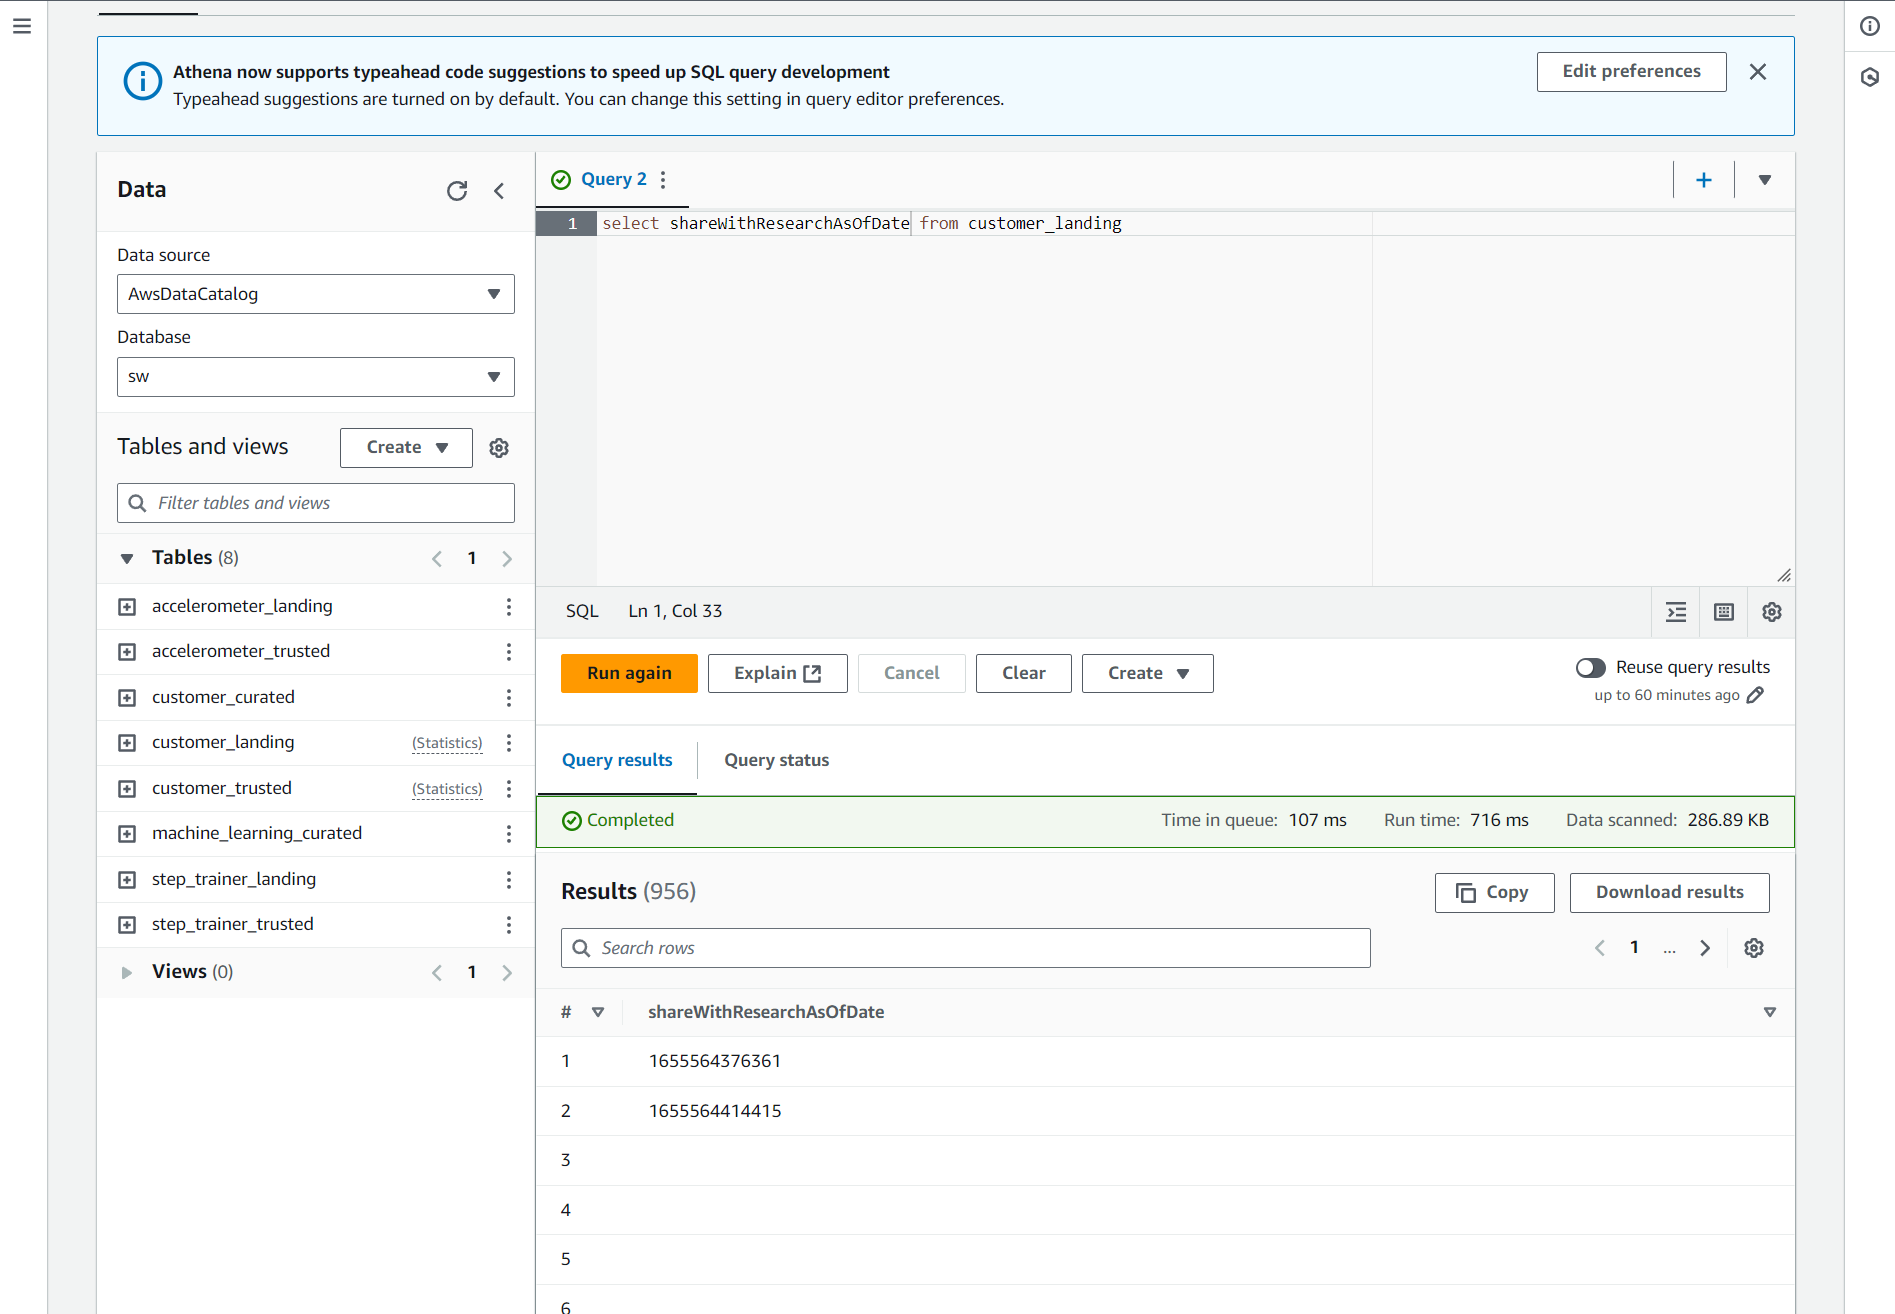 Athena now supports typeahead code suggestions to speed up SQL query development
Typeahead suggestions are turned on by default. You can change this setting in query editor preferences.
Edit preferences
Data
Data source
AwsDataCatalog
Database
sw
Tables and views
Create
Filter tables and views
Tables (8)
1
accelerometer_landing
accelerometer_trusted
customer_curated
customer_landing (Statistics)
customer_trusted (Statistics)
machine_learning_curated
step_trainer_landing
step_trainer_trusted
Views (0)
1
Query 2
1 select shareWithResearchAsOfDate from customer_landing
SQL Ln 1, Col 33
Run again
Explain
Cancel
Clear
Create
Reuse query results
up to 60 minutes ago
Query results
Query status
Completed
Time in queue: 107 ms Run time: 716 ms Data scanned: 286.89 KB
Results (956)
Copy
Download results
Search rows
1 ...
# shareWithResearchAsOfDate
1 1655564376361
2 1655564414415
3
4
5
6